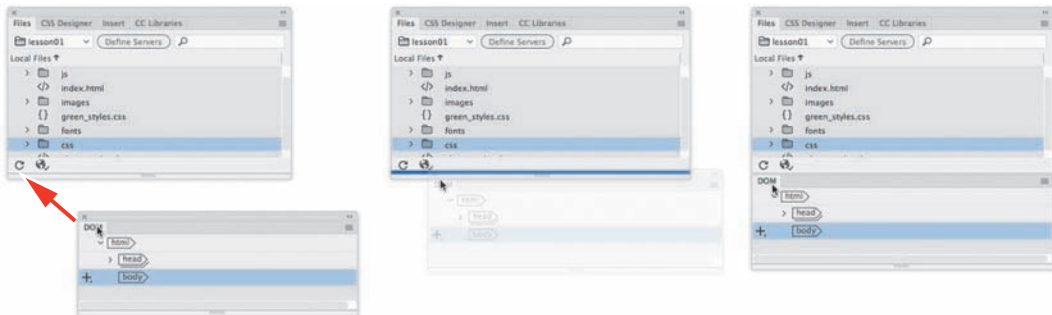 Files CSS Designer Insert CC Libraries
lesson01 Define Servers
Local Files
js
index.html
images
green_styles.css
fonts
css
DOM
html
head
body
Files CSS Designer Insert CC Libraries
lesson01 Define Servers
Local Files
js
index.html
images
green_styles.css
fonts
css
html
head
body
Files CSS Designer Insert CC Libraries
lesson01 Define Servers
Local Files
js
index.html
images
green_styles.css
fonts
css
DOM
html
head
body